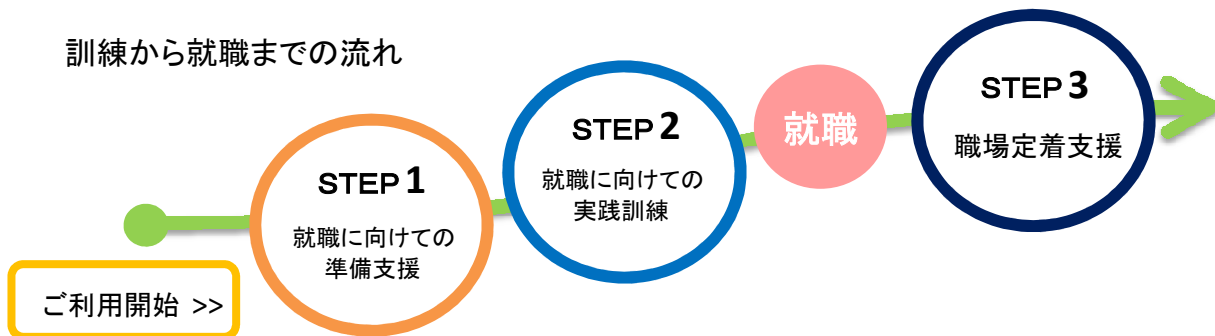 訓練から就職までの流れ
ご利用開始 >>
STEP 1
就職に向けての
準備支援
STEP 2
就職に向けての
実践訓練
就職
STEP 3
職場定着支援